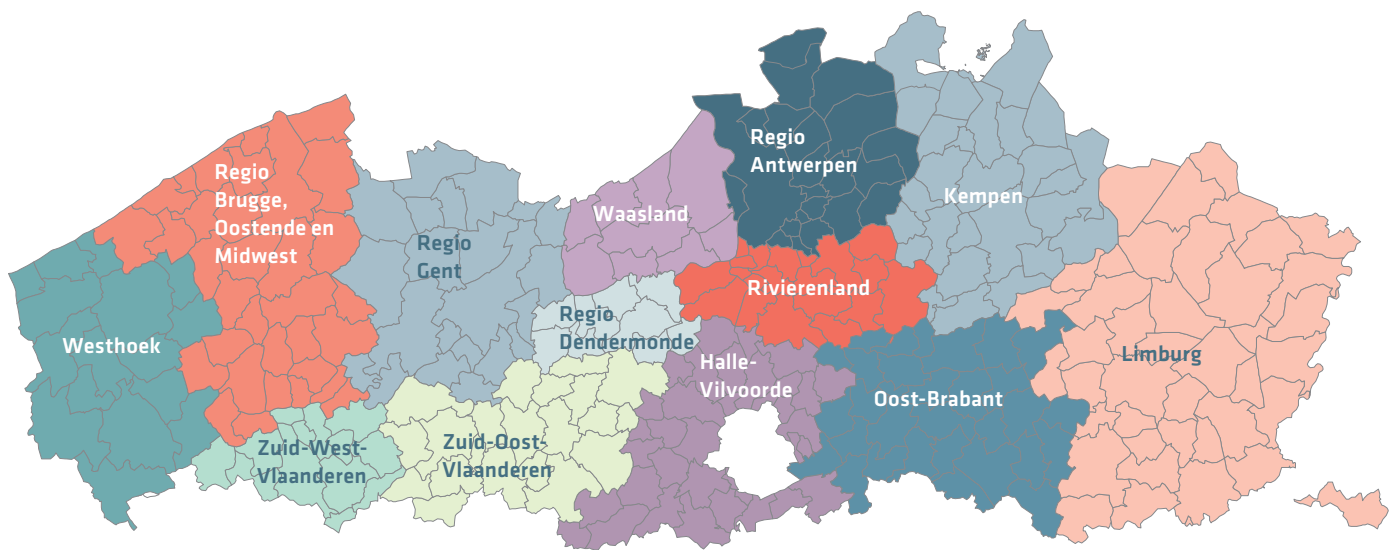 Regio
Antwerpen
Regio
Brugge,
Oostende en
Midwest
Kempen
Waasland
Regio
Gent
Rivierenland
Regio
Dendermonde
Westhoek
Limburg
Halle-
Vilvoorde
Oost-Brabant
Zuid-West-
Vlaanderen
Zuid-Oost-
Vlaanderen